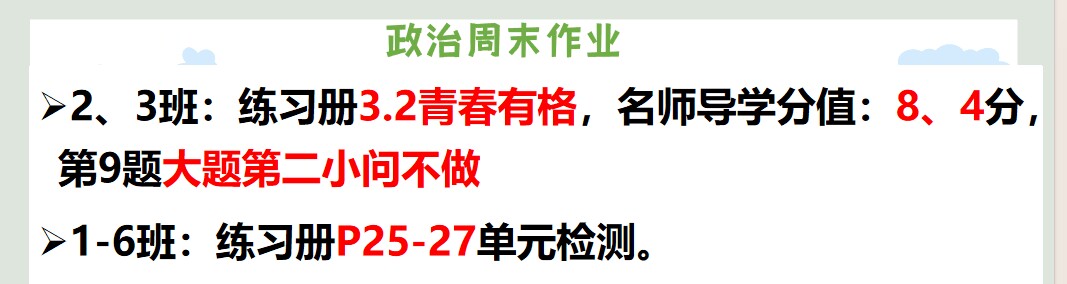 政治周末作业
➢2、3班：练习册3.2青春有格，名师导学分值：8、4分，
第9题大题第二小问不做
➢1-6班：练习册P25-27单元检测。